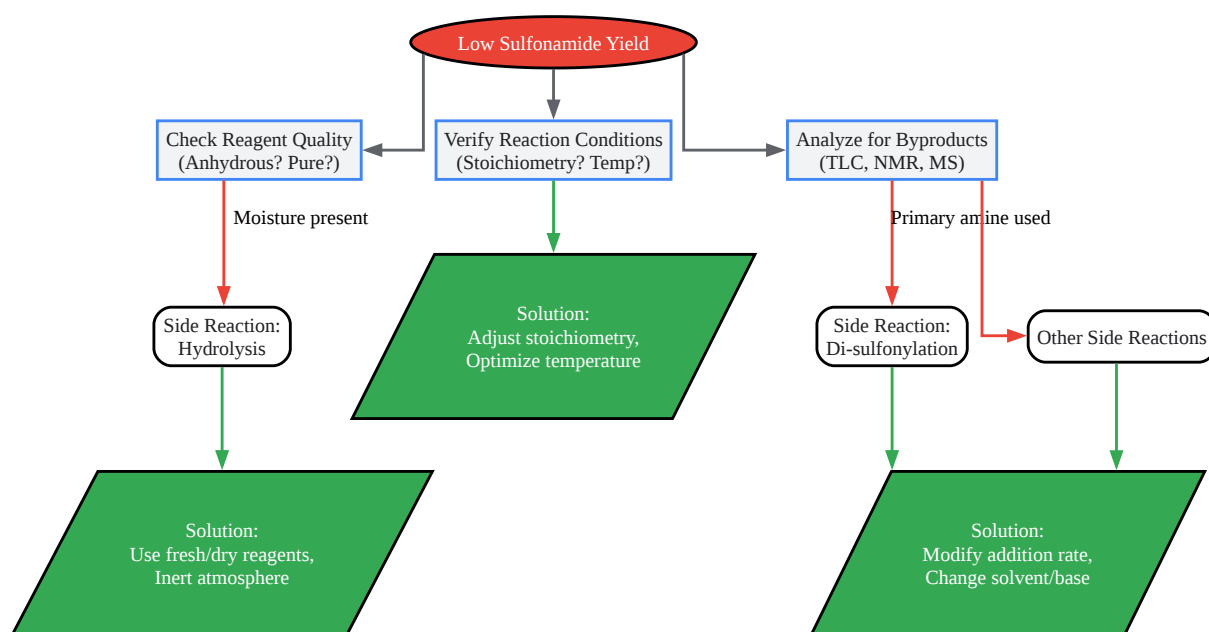 Low Sulfonamide Yield
Check Reagent Quality
(Anhydrous? Pure?)
Verify Reaction Conditions
(Stoichiometry? Temp?)
Analyze for Byproducts
(TLC, NMR, MS)
Moisture present
Primary amine used
Side Reaction:
Hydrolysis
Solution:
Adjust stoichiometry,
Optimize temperature
Side Reaction:
Di-sulfonylation
Other Side Reactions
Solution:
Use fresh/dry reagents,
Inert atmosphere
Solution:
Modify addition rate,
Change solvent/base